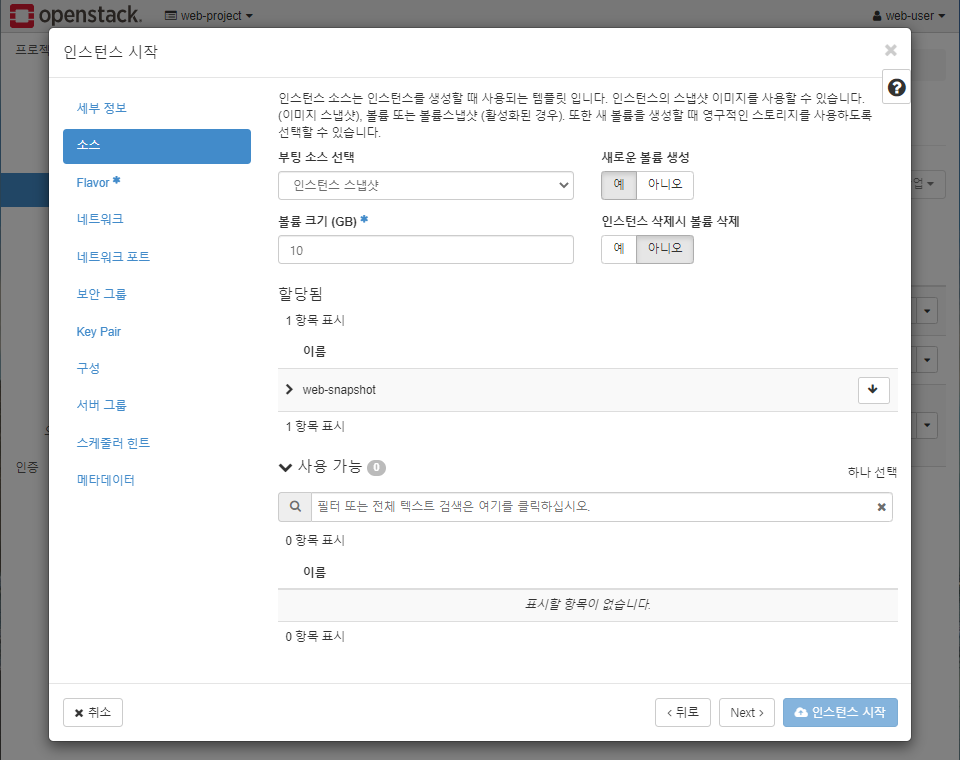 openstack.
web-project
web-user
프로젝
인스턴스 시작
세부 정보
소스
Flavor *
네트워크
네트워크 포트
보안 그룹
Key Pair
구성
서버 그룹
스케줄러 힌트
메타데이터
인증
업
인스턴스 소스는 인스턴스를 생성할 때 사용되는 템플릿 입니다. 인스턴스의 스냅샷 이미지를 사용할 수 있습니다.
(이미지 스냅샷), 볼륨 또는 볼륨스냅샷 (활성화된 경우). 또한 새 볼륨을 생성할 때 영구적인 스토리지를 사용하도록
선택할 수 있습니다.
부팅 소스 선택
새로운 볼륨 생성
인스턴스 스냅샷
예 아니오
볼륨 크기 (GB) *
인스턴스 삭제시 볼륨 삭제
10
예 아니오
할당됨
1 항목 표시
이름
web-snapshot
1 항목 표시
사용 가능 0
하나 선택
필터 또는 전체 텍스트 검색은 여기를 클릭하십시오.
0 항목 표시
이름
표시할 항목이 없습니다.
0 항목 표시
취소
뒤로
Next
인스턴스 시작